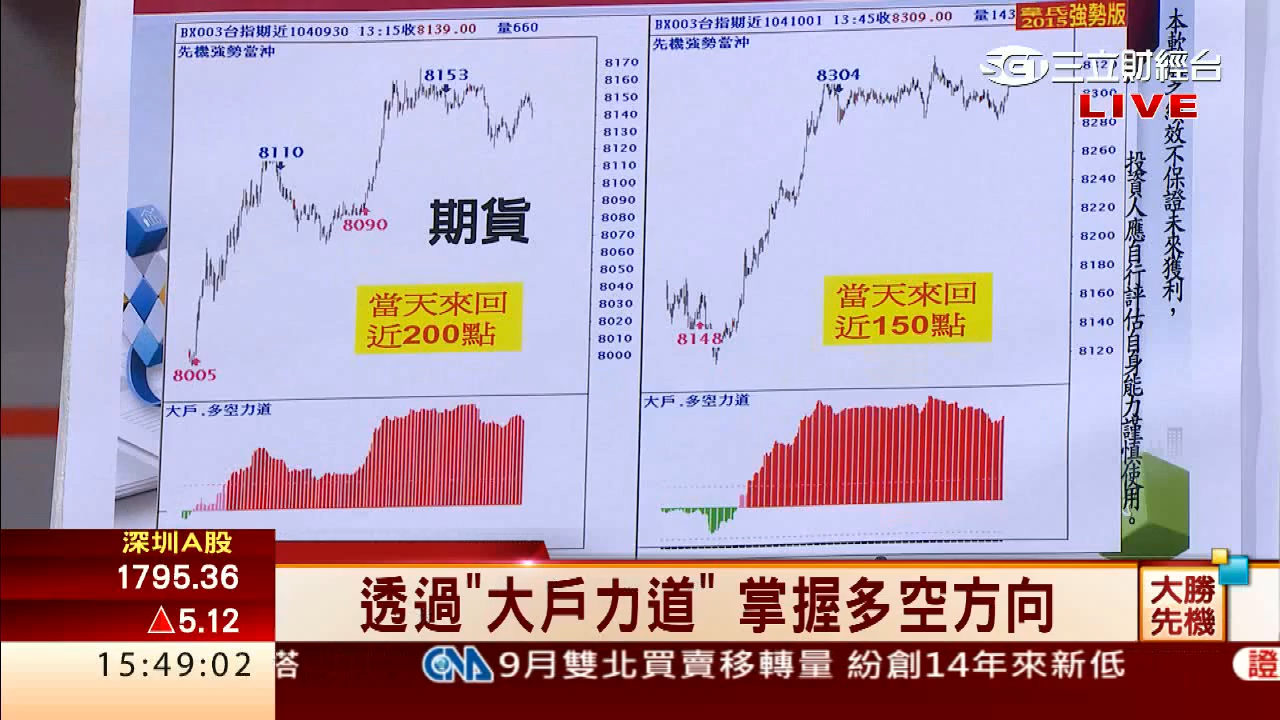 BX003台指期近1040930 13:15收8139.00 量660
先機強勢當沖
8153
8110
8090
8005
期貨
當天來回
近200點
8170
8160
8150
8140
8130
8120
8110
8100
8090
8080
8070
8060
8050
8040
8030
8020
8010
8000
大戶.多空力道
BX003台指期近1041001 13:45收8309.00 量143
先機強勢當沖
8304
8148
當天來回
近150點
8320
8300
8280
8260
8240
8220
8200
8180
8160
8140
8120
大戶.多空力道
韋氏
2015強勢版
三立財經台
LIVE
效不保證未來獲利，
投資人應自行評估自身能力謹慎使用。
深圳A股
1795.36
△5.12
15:49:02
透過"大戶力道" 掌握多空方向
大勝
先機
塔
CNA 9月雙北買賣移轉量 紛創14年來新低
證